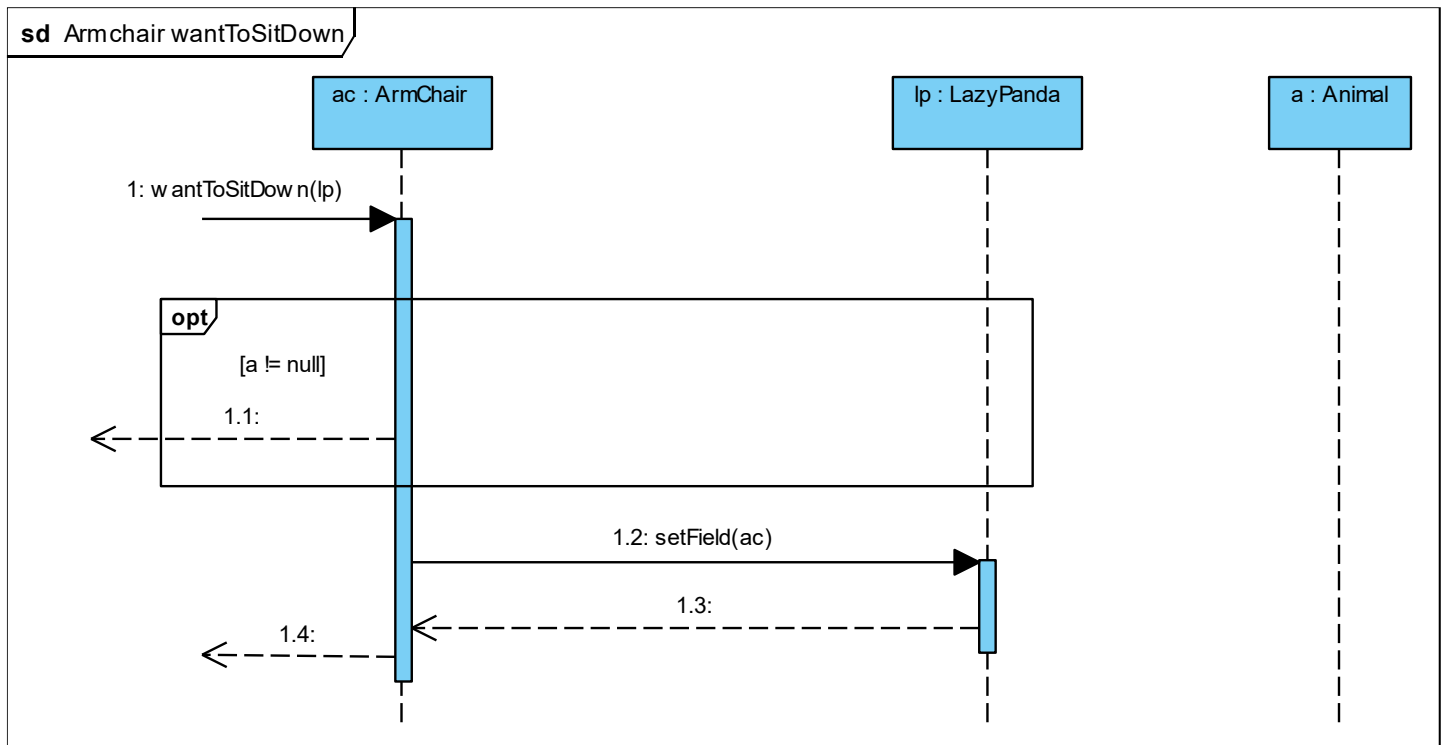 sd Armchair wantToSitDown
ac : ArmChair
lp : LazyPanda
a : Animal
1: wantToSitDown(lp)
opt
[a != null]
1.1:
1.2: setField(ac)
1.3:
1.4: